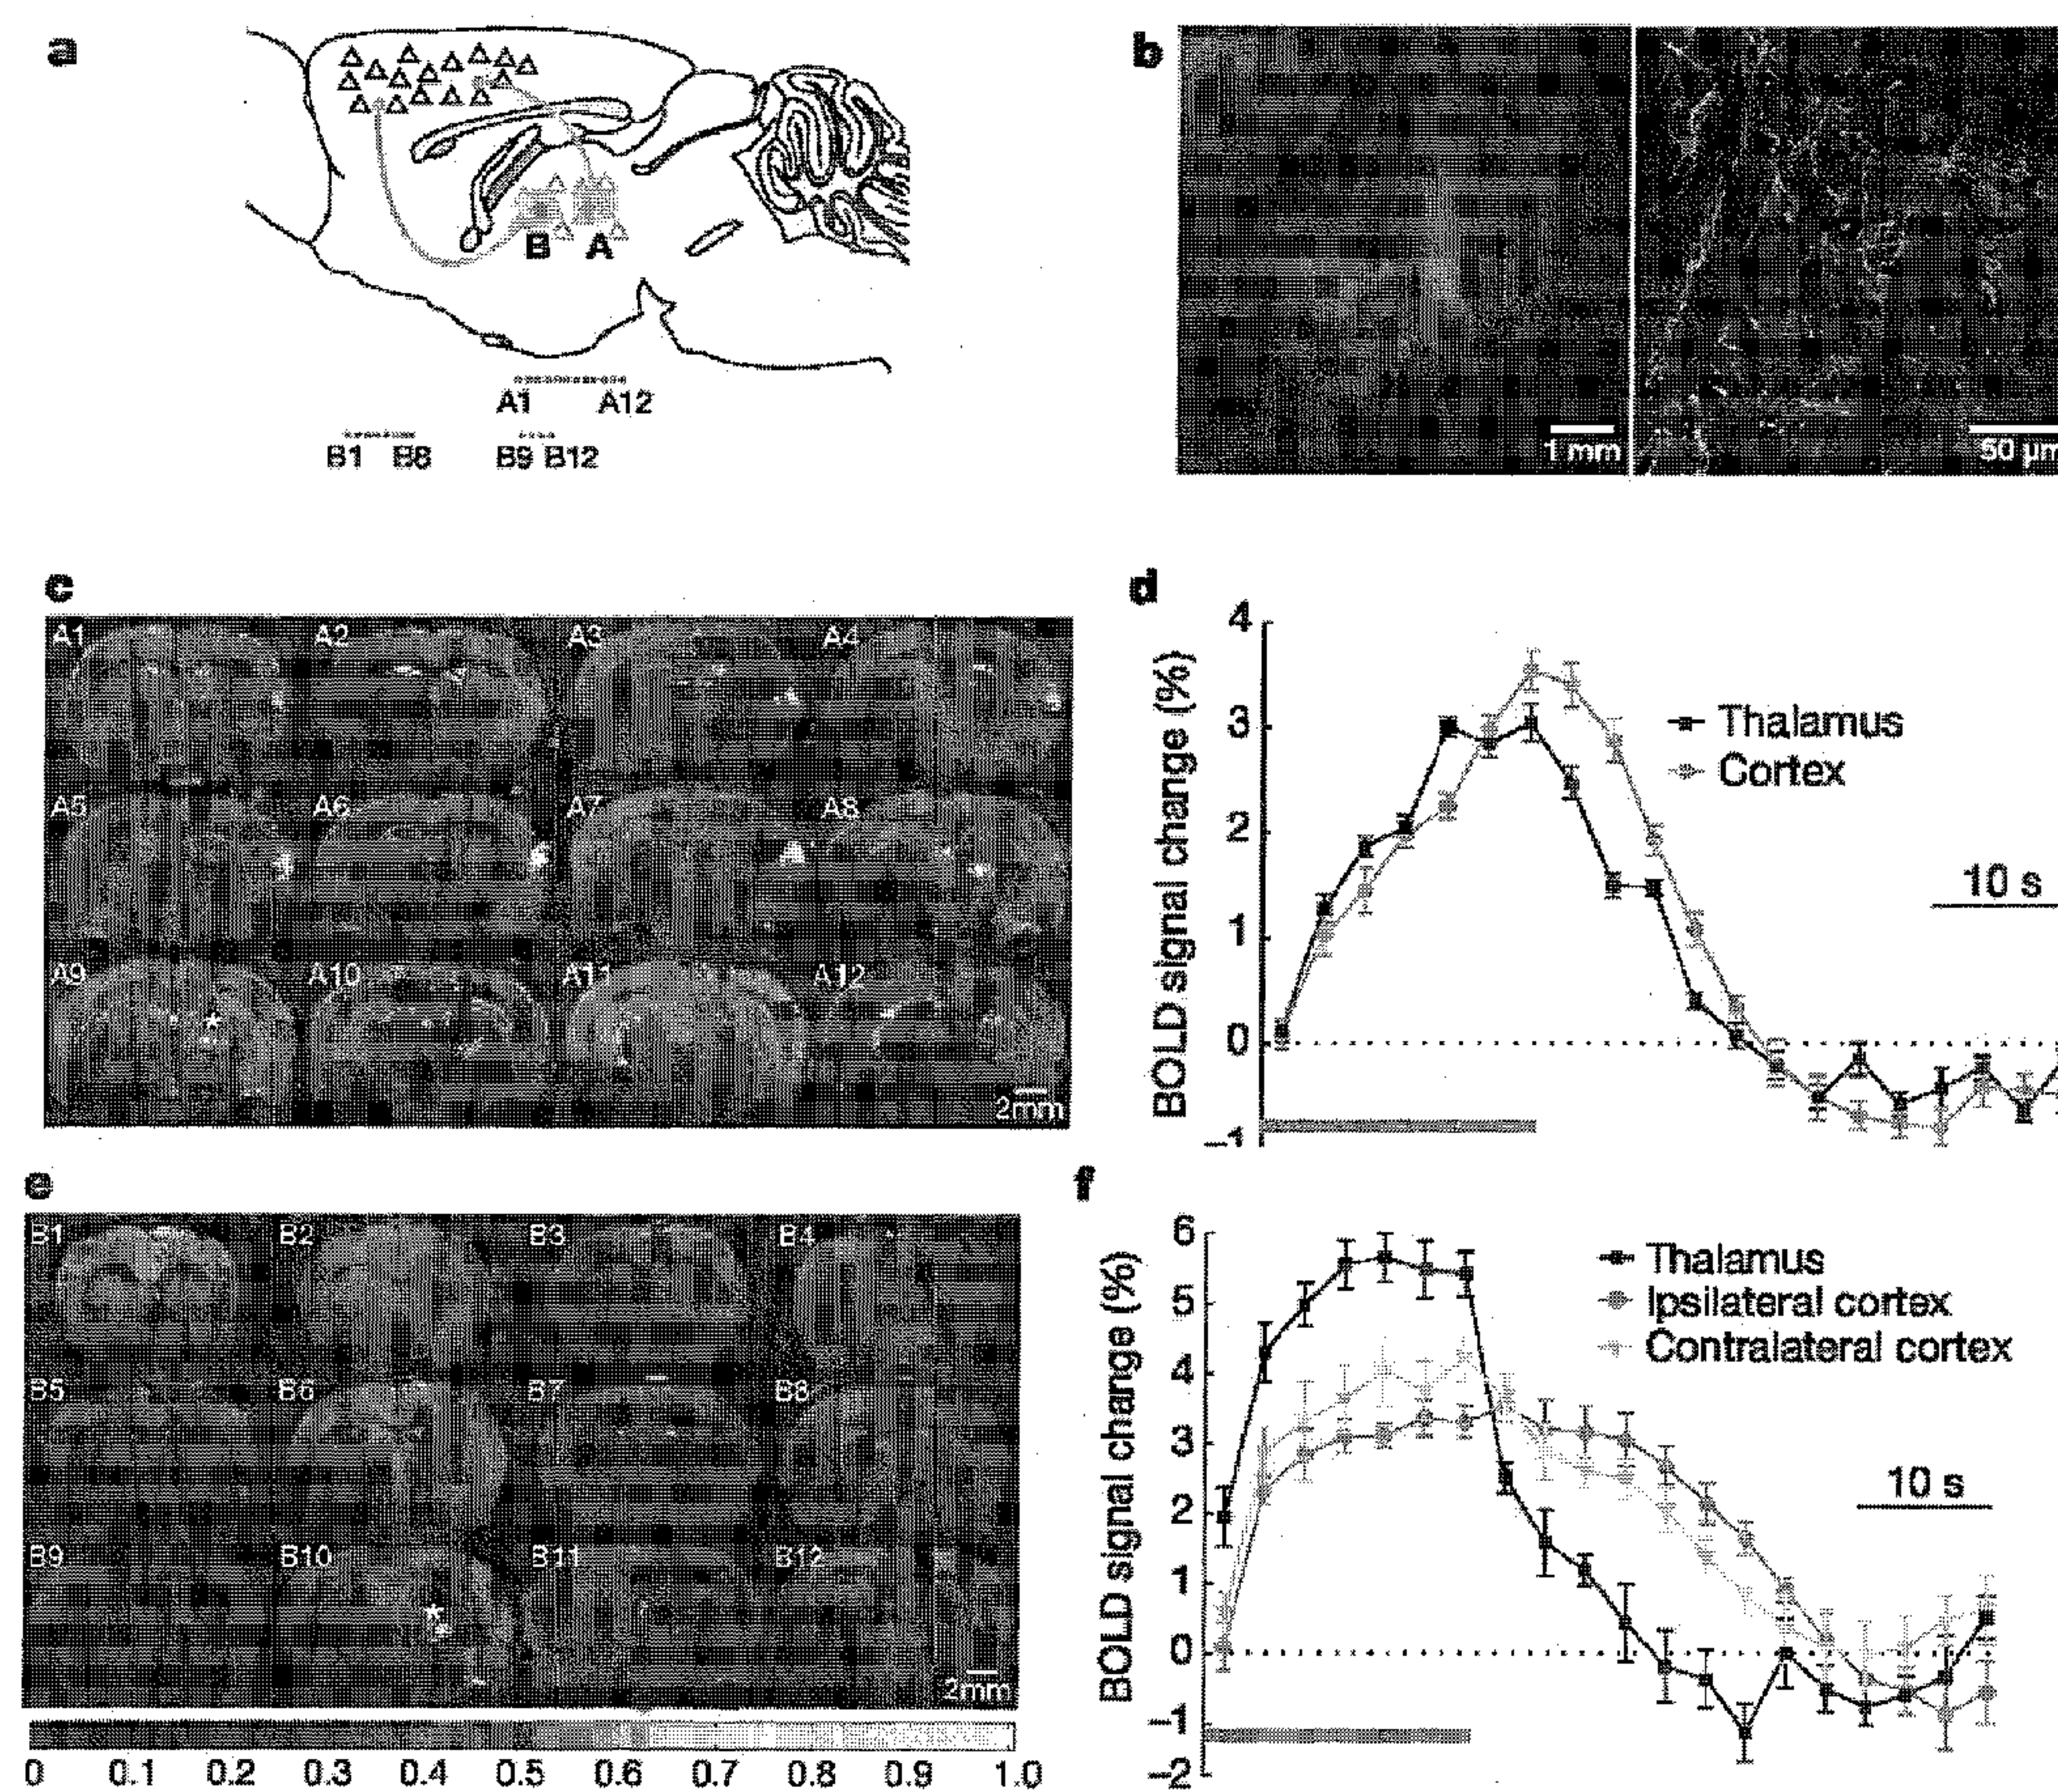 a
B A
A1 A12
B1 B8 B9 B12
b
1 mm
50 µm
c
A1 A2 A3 A4
A5 A6 A7 A8
A9 A10 A11 A12
2mm
d
BOLD signal change (%)
4
3
2
1
0
–1
Thalamus
Cortex
10 s
e
B1 B2 B3 B4
B5 B6 B7 B8
B9 B10 B11 B12
2mm
0 0.1 0.2 0.3 0.4 0.5 0.6 0.7 0.8 0.9 1.0
f
BOLD signal change (%)
6
5
4
3
2
1
0
–1
–2
Thalamus
Ipsilateral cortex
Contralateral cortex
10 s